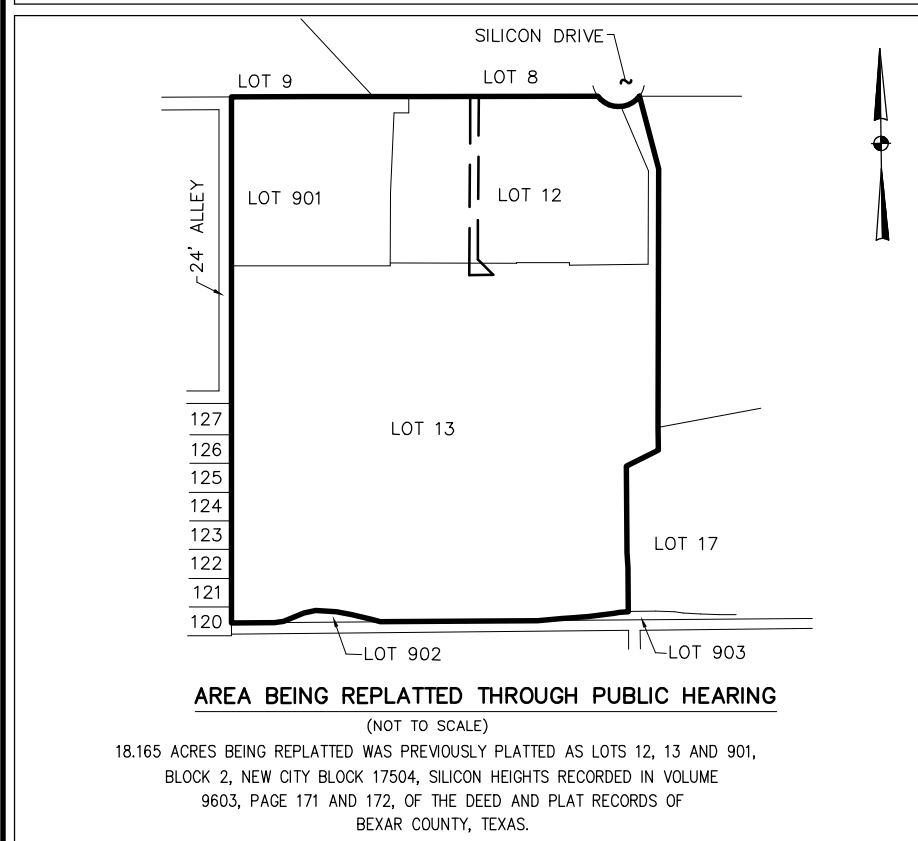 SILICON DRIVE
LOT 9
LOT 8
24' ALLEY
LOT 901
LOT 12
LOT 13
127
126
125
124
123
122
121
120
LOT 17
LOT 902
LOT 903
AREA BEING REPLATTED THROUGH PUBLIC HEARING
(NOT TO SCALE)
18.165 ACRES BEING REPLATTED WAS PREVIOUSLY PLATTED AS LOTS 12, 13 AND 901,
BLOCK 2, NEW CITY BLOCK 17504, SILICON HEIGHTS RECORDED IN VOLUME
9603, PAGE 171 AND 172, OF THE DEED AND PLAT RECORDS OF
BEXAR COUNTY, TEXAS.